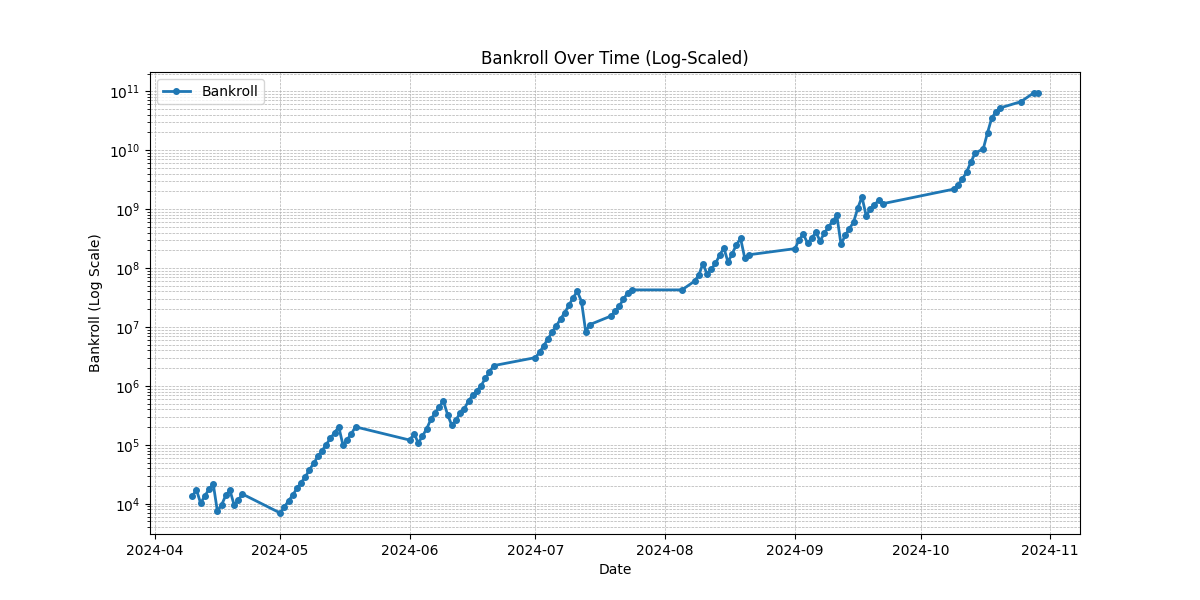 Bankroll Over Time (Log-Scaled)
Bankroll
Bankroll (Log Scale)
10¹¹
10¹⁰
10⁹
10⁸
10⁷
10⁶
10⁵
10⁴
2024-04 2024-05 2024-06 2024-07 2024-08 2024-09 2024-10 2024-11
Date